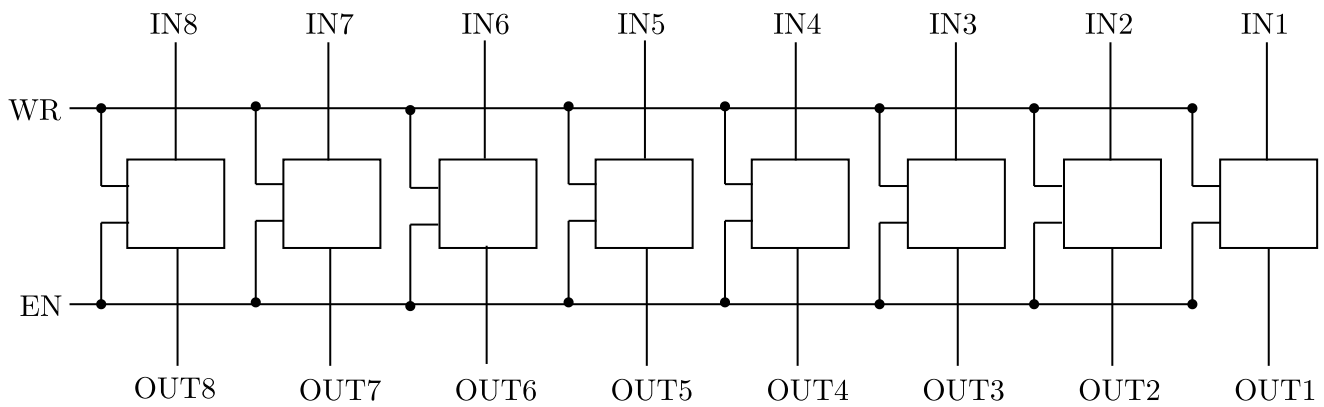 IN8 IN7 IN6 IN5 IN4 IN3 IN2 IN1
WR
EN
OUT8 OUT7 OUT6 OUT5 OUT4 OUT3 OUT2 OUT1